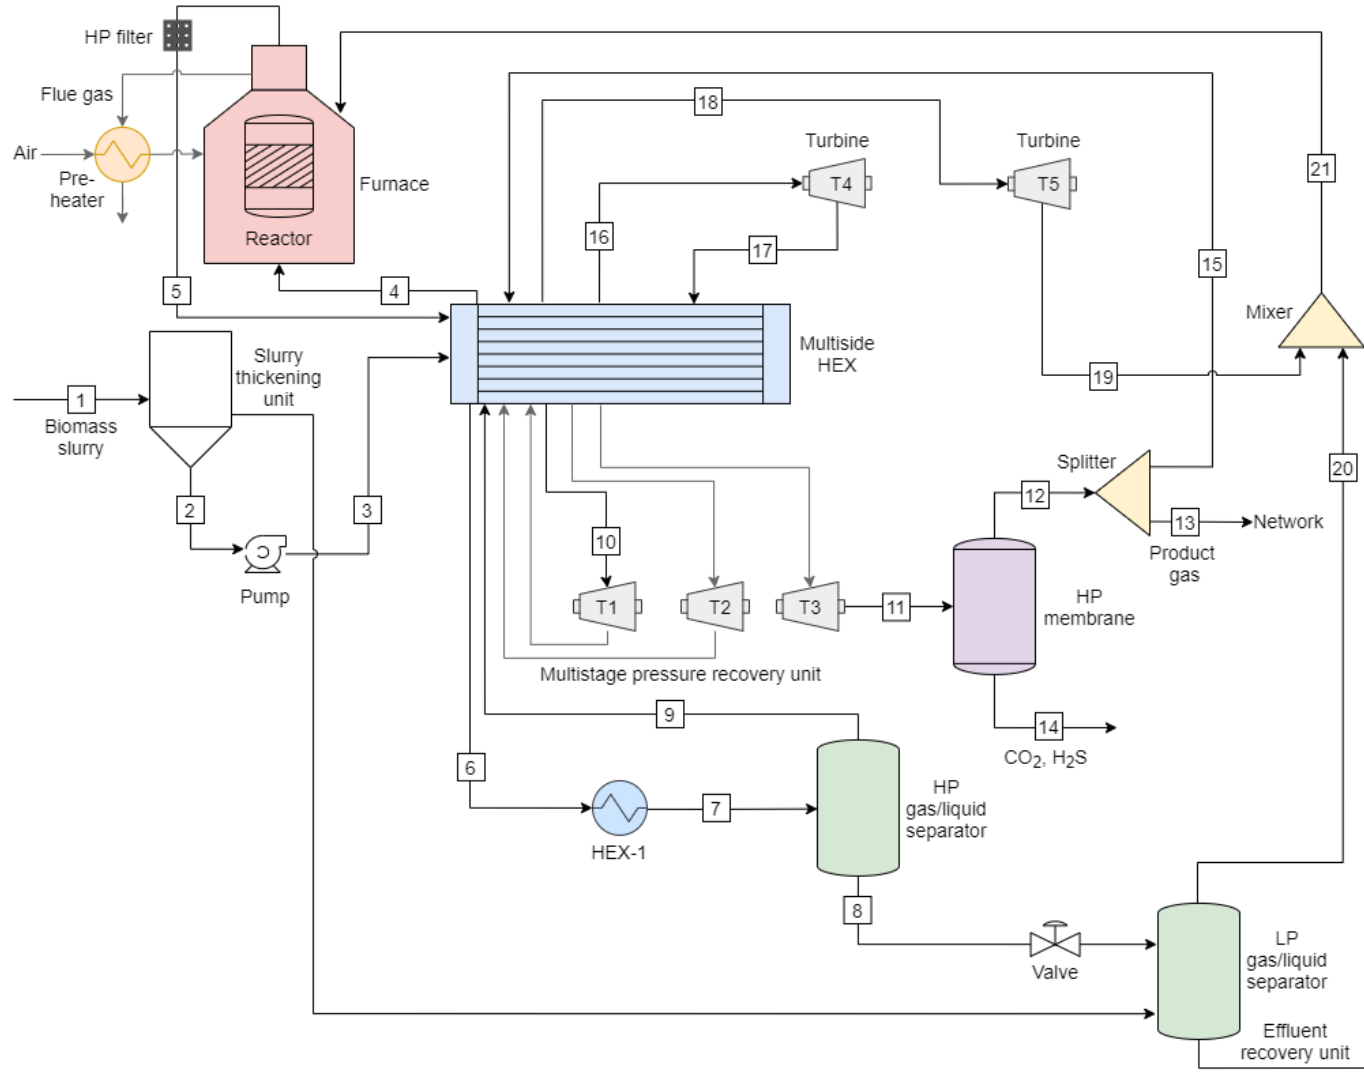 HP filter
Flue gas
Air
Pre-
heater
Furnace
Reactor
18
Turbine
Turbine
T4
T5
21
16
17
15
5
4
Mixer
Multiside
HEX
Slurry
thickening
unit
19
1
Biomass
slurry
Splitter
20
2
3
12
13
Network
Product
gas
10
Pump
T1
T2
T3
11
HP
membrane
Multistage pressure recovery unit
9
14
CO2, H2S
6
7
HP
gas/liquid
separator
HEX-1
8
Valve
LP
gas/liquid
separator
Effluent
recovery unit